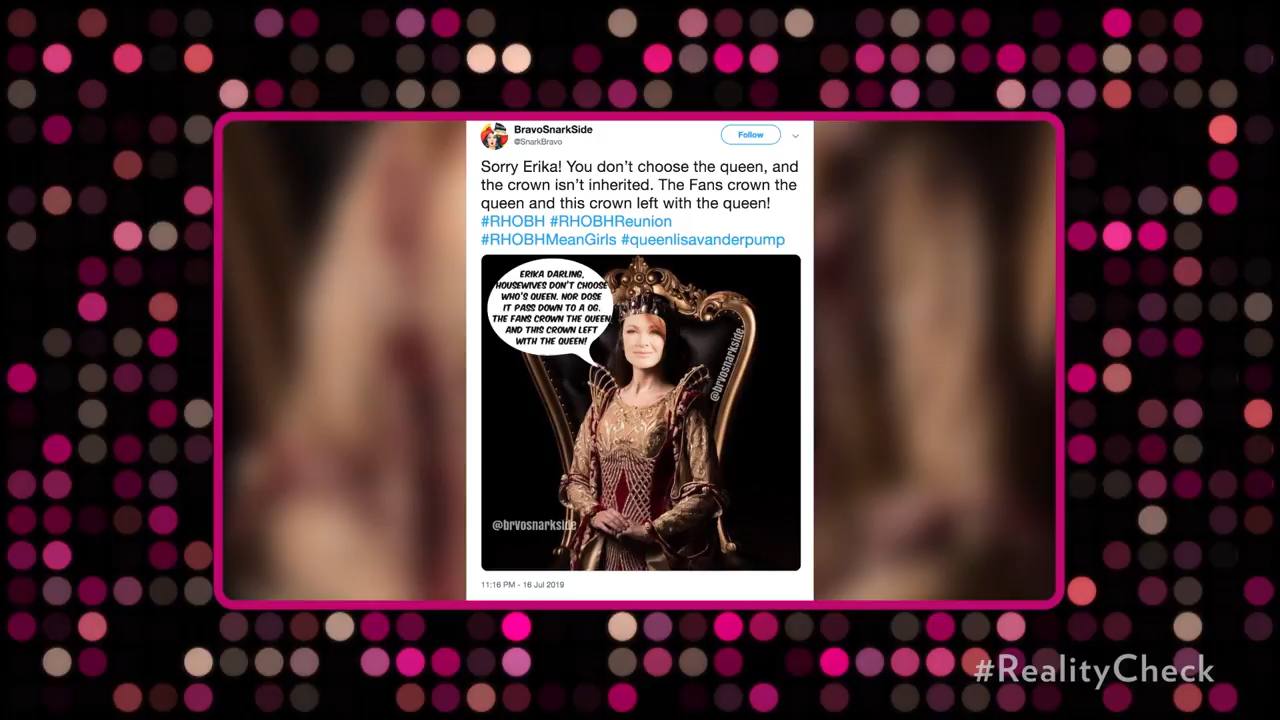 BravoSnarkSide
@SnarkBravo
Follow
Sorry Erika! You don't choose the queen, and
the crown isn't inherited. The Fans crown the
queen and this crown left with the queen!
#RHOBH #RHOBHReunion
#RHOBHMeanGirls #queenlisavanderpump
ERIKA DARLING,
HOUSEWIVES DON'T CHOOSE
WHO'S QUEEN. NOR DOSE
IT PASS DOWN TO A OG.
THE FANS CROWN THE QUEEN
AND THIS CROWN LEFT
WITH THE QUEEN!
@brvosnarkside
@brvosnarkside
11:16 PM - 16 Jul 2019
#RealityCheck